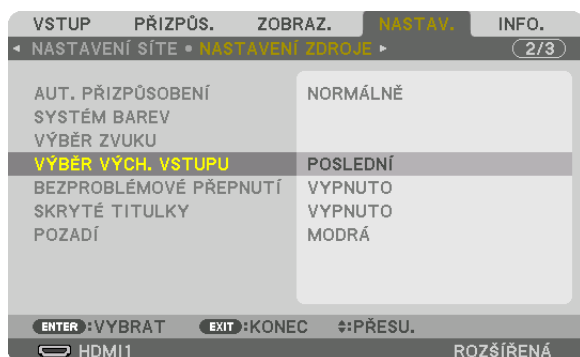 VSTUP PŘIZPŮS. ZOBRAZ. NASTAV. INFO.
◂ NASTAVENÍ SÍTE • NASTAVENÍ ZDROJE ▸ 2/3
AUT. PŘIZPŮSOBENÍ NORMÁLNĚ
SYSTÉM BAREV
VÝBĚR ZVUKU
VÝBĚR VÝCH. VSTUPU POSLEDNÍ
BEZPROBLÉMOVÉ PŘEPNUTÍ VYPNUTO
SKRYTÉ TITULKY VYPNUTO
POZADÍ MODRÁ
ENTER:VYBRAT EXIT:KONEC :PŘESU.
HDMI1 ROZŠÍŘENÁ